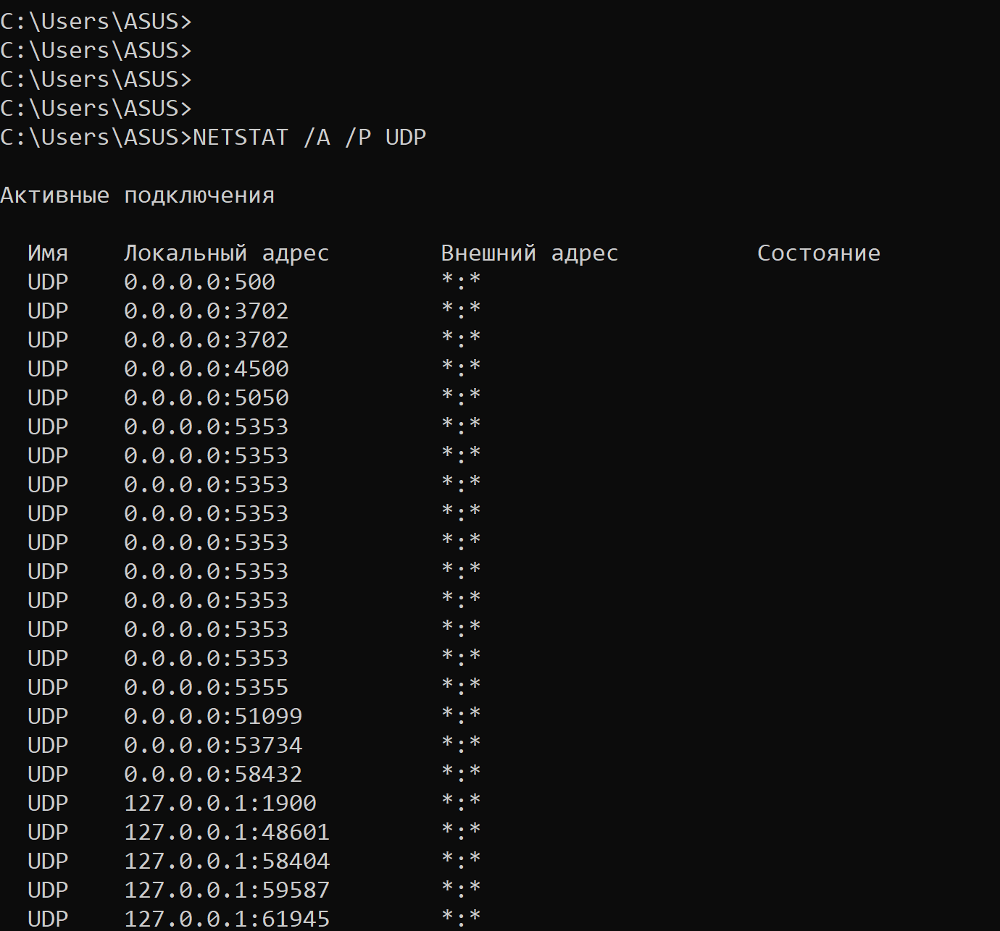 C:\Users\ASUS>
C:\Users\ASUS>
C:\Users\ASUS>
C:\Users\ASUS>
C:\Users\ASUS>NETSTAT /A /P UDP
Активные подключения
Имя Локальный адрес Внешний адрес Состояние
UDP 0.0.0.0:500 *:*
UDP 0.0.0.0:3702 *:*
UDP 0.0.0.0:3702 *:*
UDP 0.0.0.0:4500 *:*
UDP 0.0.0.0:5050 *:*
UDP 0.0.0.0:5353 *:*
UDP 0.0.0.0:5353 *:*
UDP 0.0.0.0:5353 *:*
UDP 0.0.0.0:5353 *:*
UDP 0.0.0.0:5353 *:*
UDP 0.0.0.0:5353 *:*
UDP 0.0.0.0:5353 *:*
UDP 0.0.0.0:5353 *:*
UDP 0.0.0.0:5353 *:*
UDP 0.0.0.0:5355 *:*
UDP 0.0.0.0:51099 *:*
UDP 0.0.0.0:53734 *:*
UDP 0.0.0.0:58432 *:*
UDP 127.0.0.1:1900 *:*
UDP 127.0.0.1:48601 *:*
UDP 127.0.0.1:58404 *:*
UDP 127.0.0.1:59587 *:*
UDP 127.0.0.1:61945 *:*